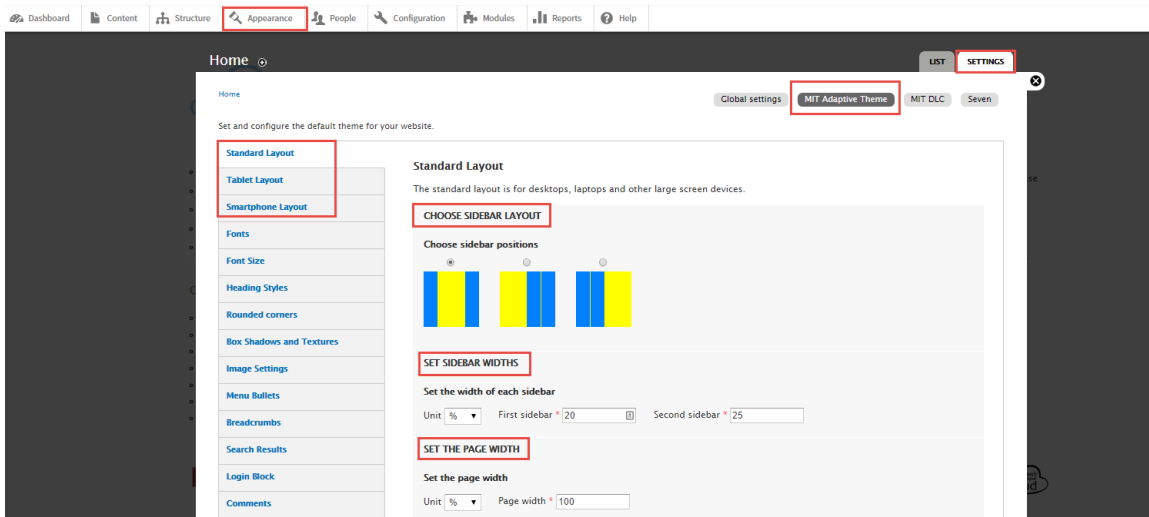 Dashboard Content Structure Appearance People Configuration Modules Reports Help
Home
LIST SETTINGS
Home
Global settings MIT Adaptive Theme MIT DLC Seven
Set and configure the default theme for your website.
Standard Layout
Tablet Layout
Smartphone Layout
Fonts
Font Size
Heading Styles
Rounded corners
Box Shadows and Textures
Image Settings
Menu Bullets
Breadcrumbs
Search Results
Login Block
Comments
Standard Layout
The standard layout is for desktops, laptops and other large screen devices.
CHOOSE SIDEBAR LAYOUT
Choose sidebar positions
SET SIDEBAR WIDTHS
Set the width of each sidebar
Unit % First sidebar * 20 Second sidebar * 25
SET THE PAGE WIDTH
Set the page width
Unit % Page width * 100